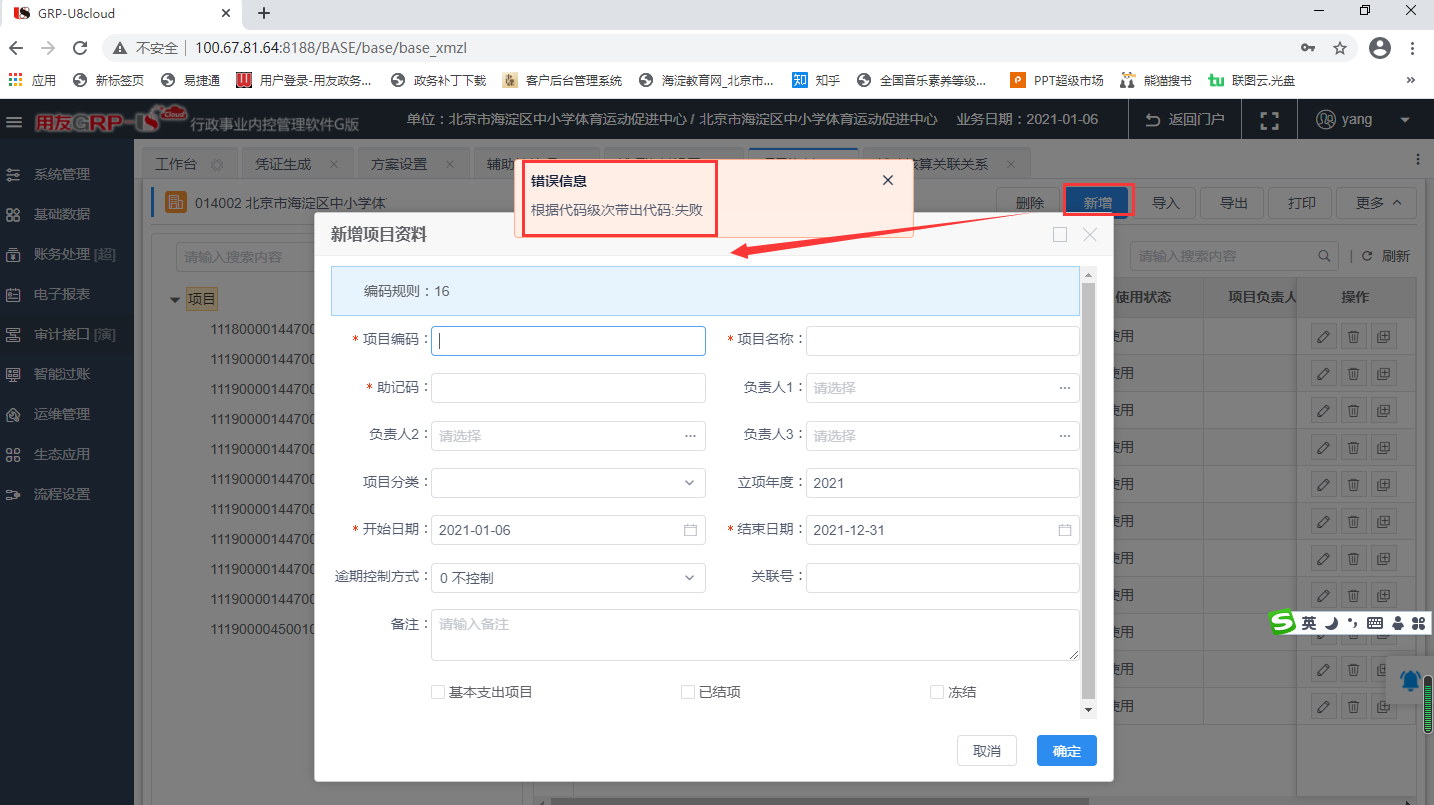 GRP-U8cloud
不安全 100.67.81.64:8188/BASE/base/base_xmzl
应用 新标签页 易捷通 用户登录-用友政务... 政务补丁下载 客户后台管理系统 海淀教育网_北京市... 知乎 全国音乐素养等级... PPT超级市场 熊猫搜书 联图云.光盘
用友GRP-U8 Cloud 行政事业内控管理软件G版 单位：北京市海淀区中小学体育运动促进中心 / 北京市海淀区中小学体育运动促进中心 业务日期：2021-01-06 返回门户 yang
系统管理
基础数据
账务处理 [超]
电子报表
审计接口 [演]
智能过账
运维管理
生态应用
流程设置
工作台 凭证生成 方案设置 辅助 核算关联关系
014002 北京市海淀区中小学体 删除 新增 导入 导出 打印 更多
错误信息
根据代码级次带出代码:失败
请输入搜索内容 请输入搜索内容 刷新
项目
11180000144700
11190000144700
11190000144700
11190000144700
11190000144700
11190000144700
11190000144700
11190000144700
11190000144700
11190000144700
11190000450010
使用状态 项目负责人 操作
使用
使用
使用
使用
使用
使用
使用
使用
使用
使用
使用
新增项目资料
编码规则：16
* 项目编码：
* 项目名称：
* 助记码：
负责人1：请选择
负责人2：请选择
负责人3：请选择
项目分类：
立项年度：2021
* 开始日期：2021-01-06
* 结束日期：2021-12-31
逾期控制方式：0 不控制
关联号：
备注：请输入备注
基本支出项目 已结项 冻结
取消 确定
英